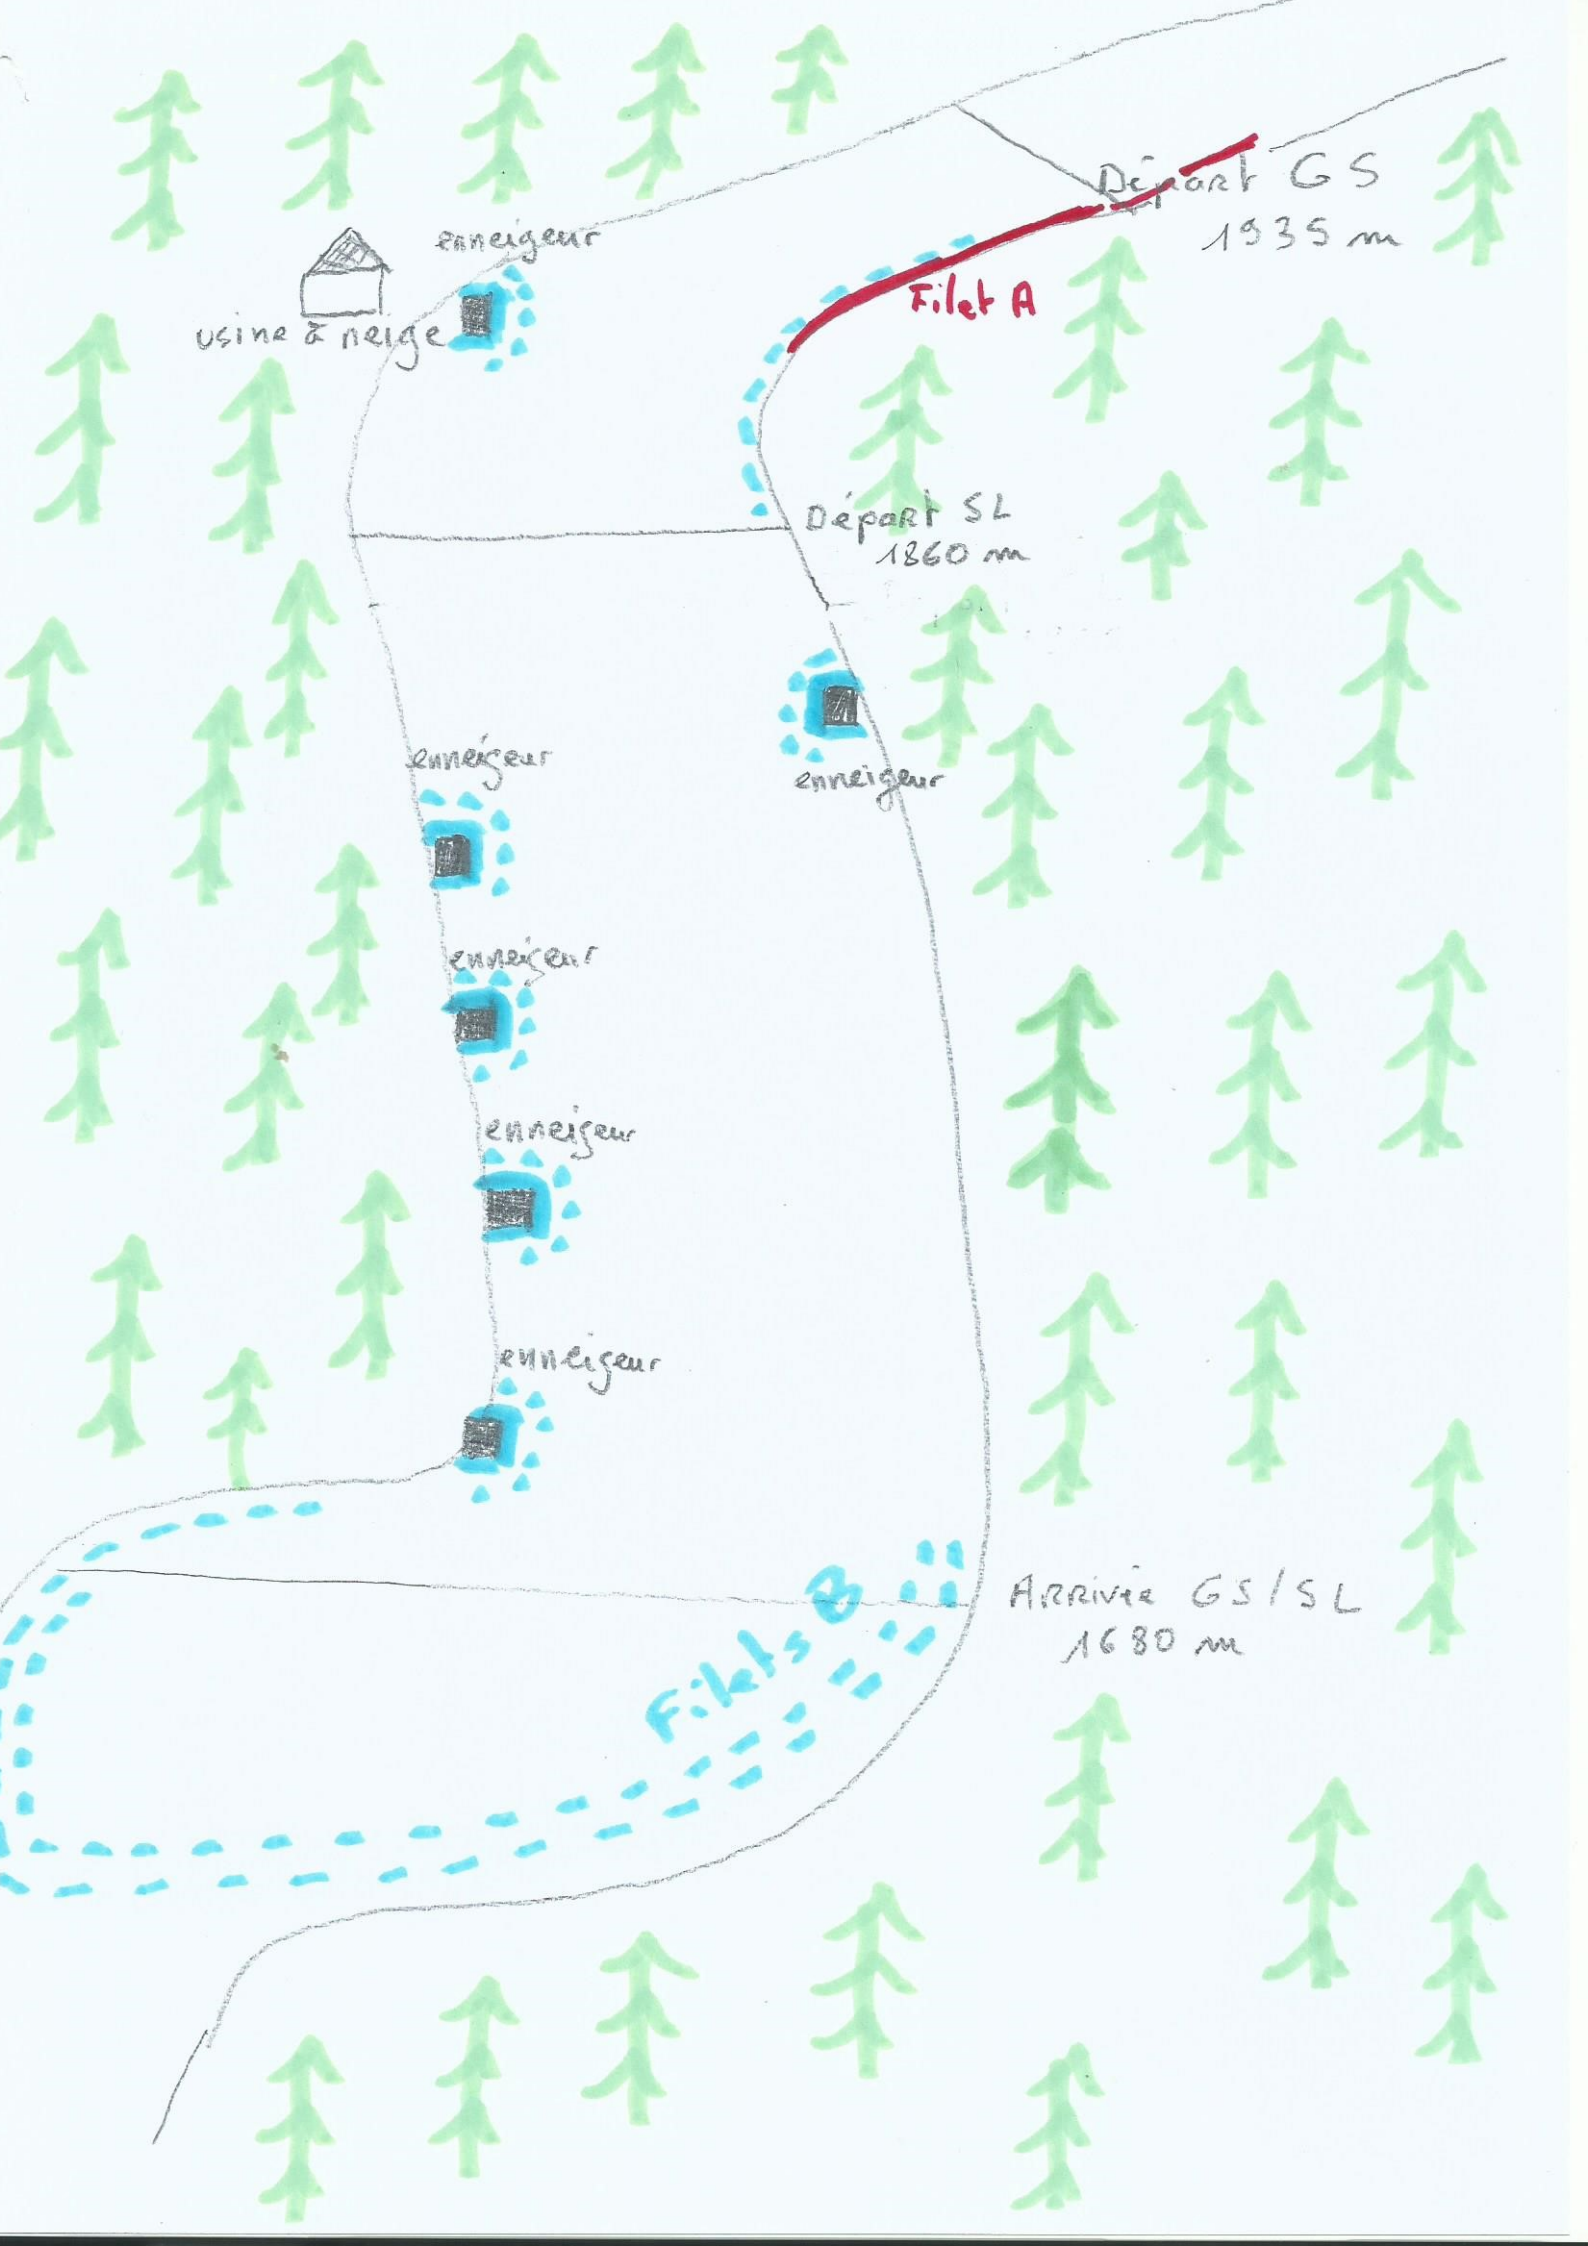 Départ GS
1935 m
enneigeur
usine à neige
Filet A
Départ SL
1860 m
enneigeur
enneigeur
enneigeur
enneigeur
enneigeur
Arrivée GS/SL
1680 m
Filets B